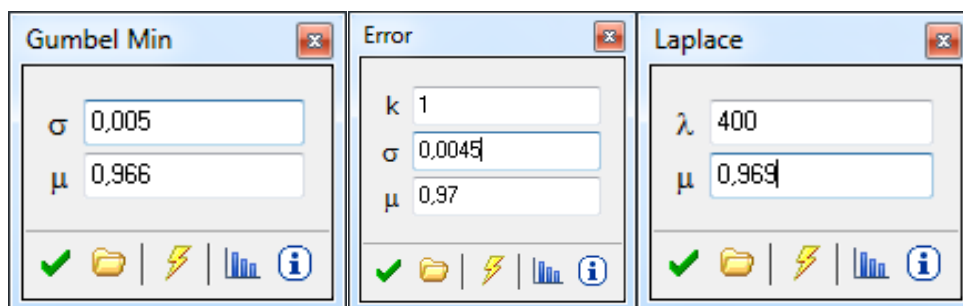 Gumbel Min
σ 0,005
μ 0,966
Error
k 1
σ 0,0045
μ 0,97
Laplace
λ 400
μ 0,969